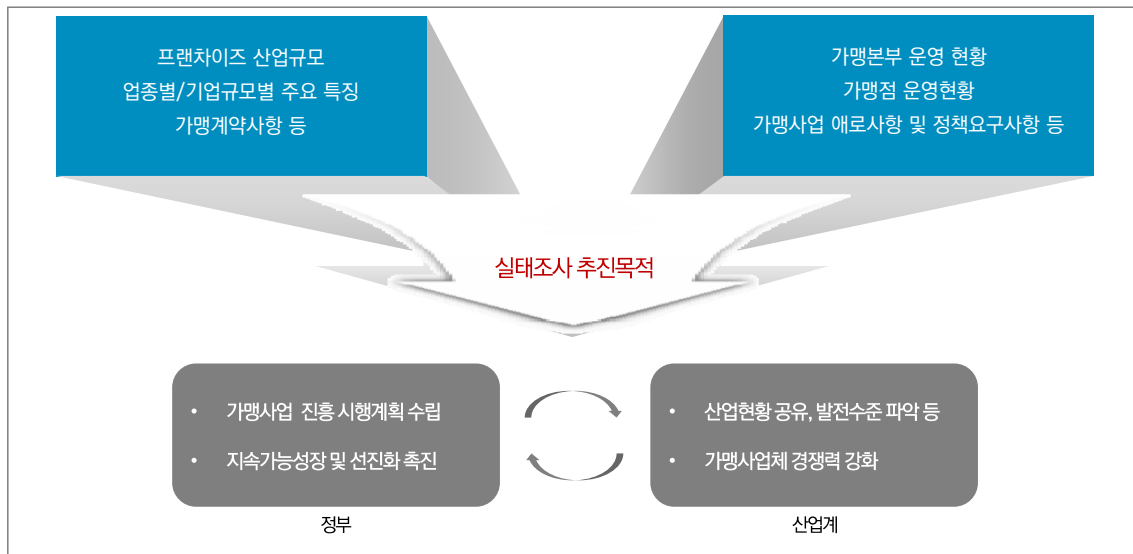 프랜차이즈 산업규모
업종별/기업규모별 주요 특징
가맹계약사항 등
가맹본부 운영 현황
가맹점 운영현황
가맹사업 애로사항 및 정책요구사항 등
실태조사 추진목적
• 가맹사업 진흥 시행계획 수립
• 지속가능성장 및 선진화 촉진
정부
• 산업현황 공유, 발전수준 파악 등
• 가맹사업체 경쟁력 강화
산업계